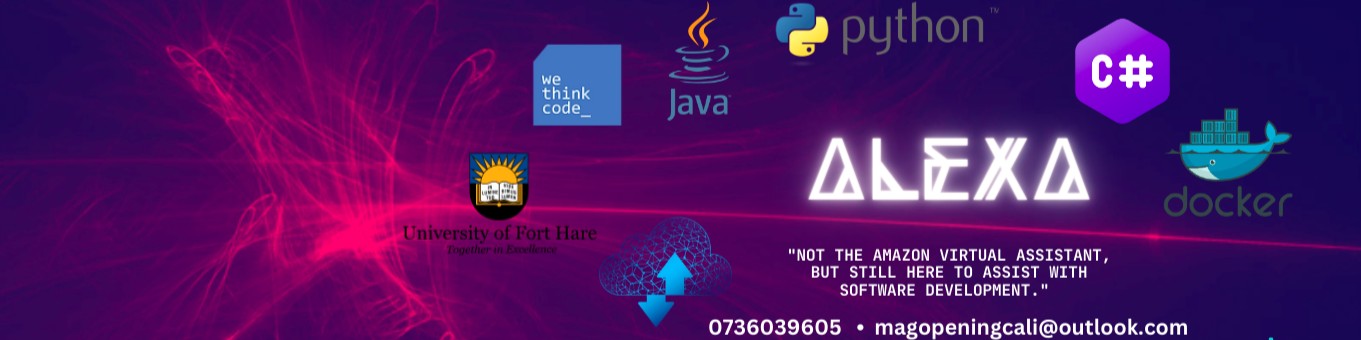 we
think
code_
Java
python™
C#
ALEXA
docker
University of Fort Hare
Together in Excellence
"NOT THE AMAZON VIRTUAL ASSISTANT,
BUT STILL HERE TO ASSIST WITH
SOFTWARE DEVELOPMENT."
0736039605 • magopeningcali@outlook.com